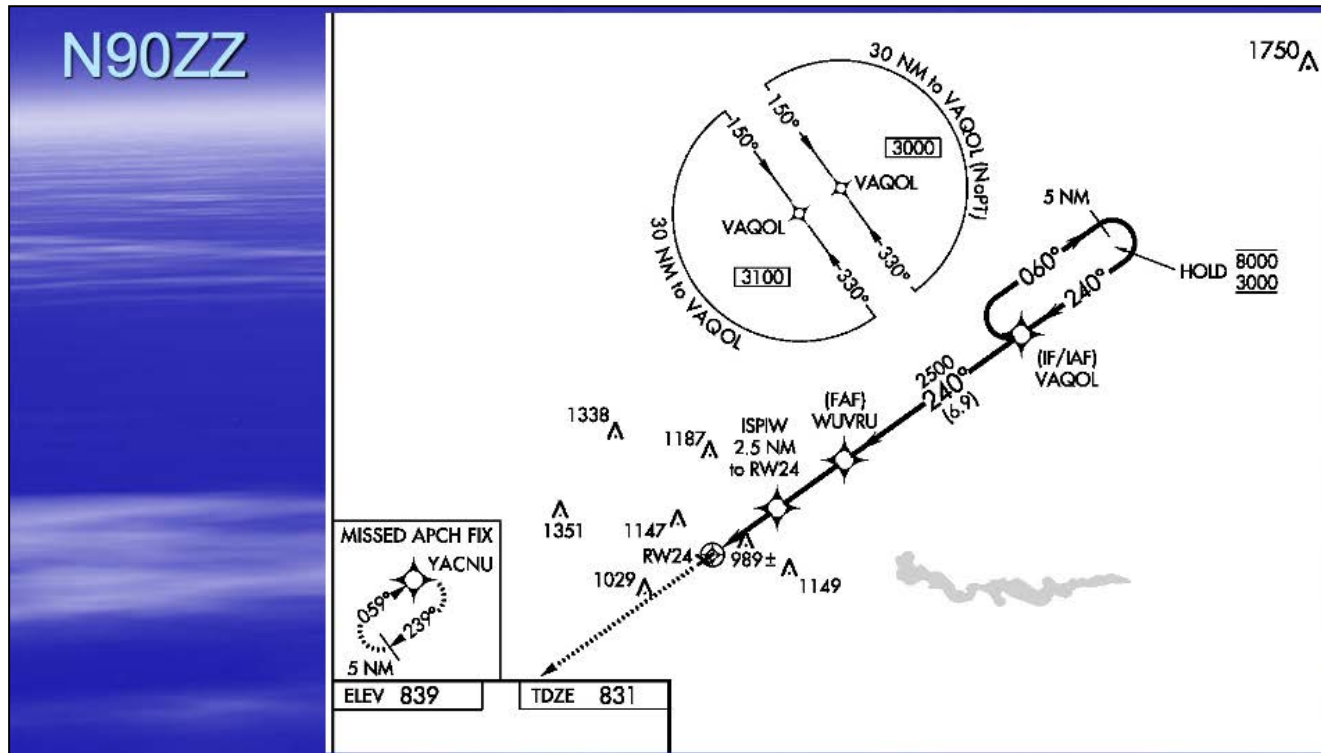 N90ZZ
1750
30 NM to VAQOL (NoPT)
150°
3000
VAQOL
330°
30 NM to VAQOL
150°
VAQOL
3100
330°
5 NM
060°
240°
HOLD 8000
3000
(IF/IAF)
VAQOL
2500
240°
(6.9)
(FAF)
WUVRU
ISPIW
2.5 NM
to RW24
1338
1187
1351
1147
RW24
989±
1149
1029
MISSED APCH FIX
YACNU
059°
239°
5 NM
ELEV 839
TDZE 831